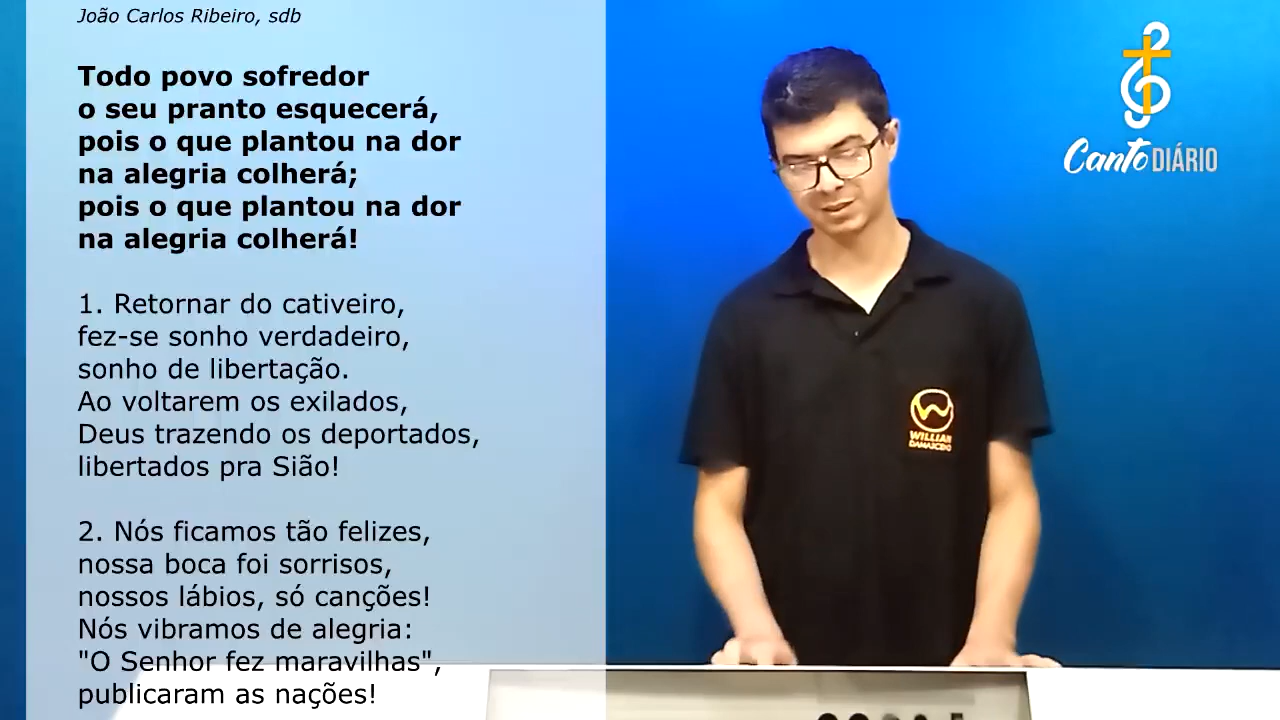 João Carlos Ribeiro, sdb
Todo povo sofredor
o seu pranto esquecerá,
pois o que plantou na dor
na alegria colherá;
pois o que plantou na dor
na alegria colherá!
1. Retornar do cativeiro,
fez-se sonho verdadeiro,
sonho de libertação.
Ao voltarem os exilados,
Deus trazendo os deportados,
libertados pra Sião!
2. Nós ficamos tão felizes,
nossa boca foi sorrisos,
nossos lábios, só canções!
Nós vibramos de alegria:
"O Senhor fez maravilhas",
publicaram as nações!
Canto DIÁRIO
WILLIAN